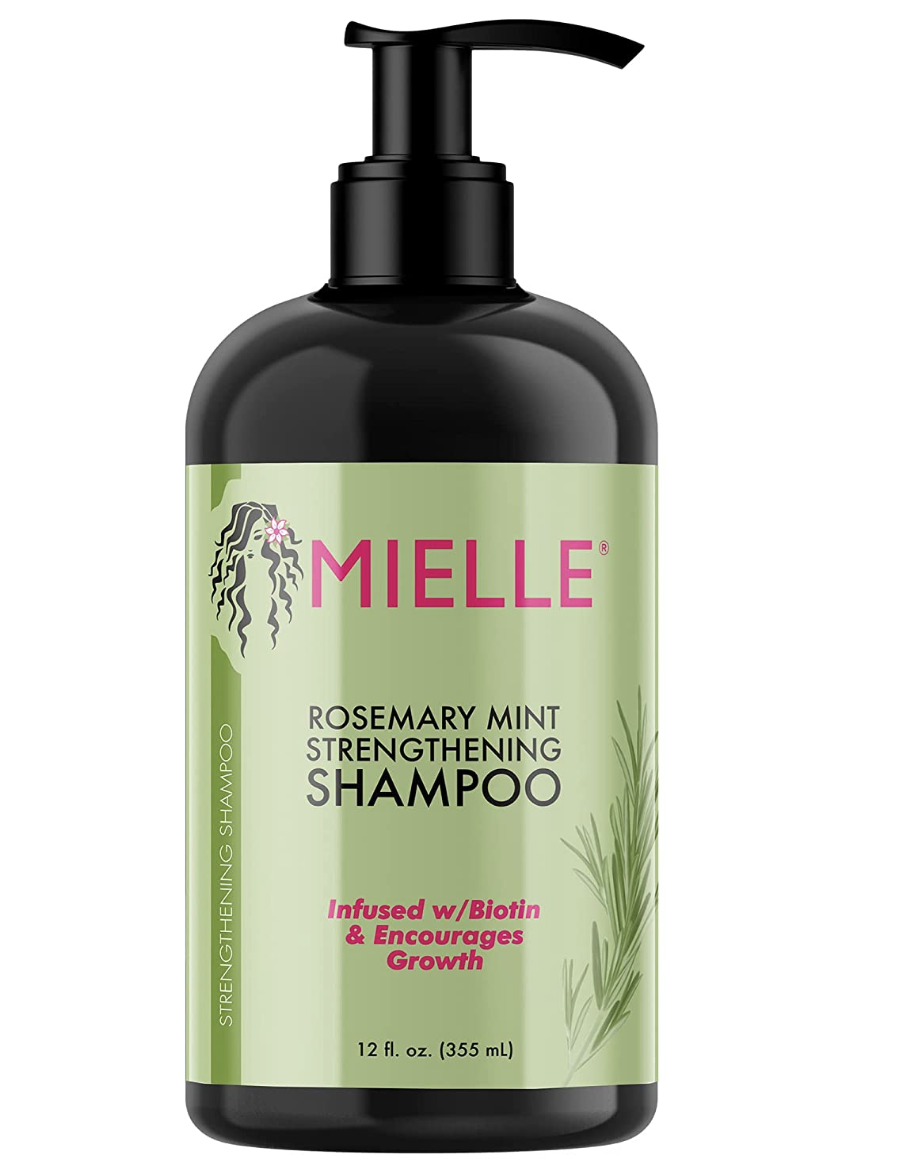 MIELLE®
ROSEMARY MINT
STRENGTHENING
SHAMPOO
Infused w/Biotin
& Encourages
Growth
12 fl. oz. (355 mL)
STRENGTHENING SHAMPOO